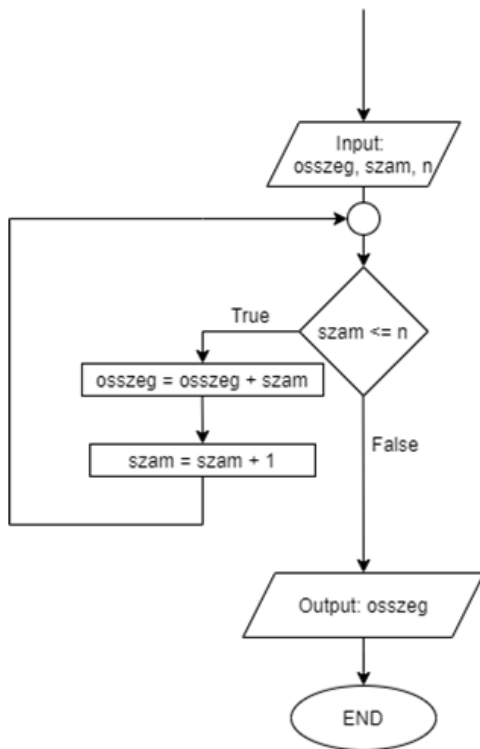 Input:
osszeg, szam, n
szam <= n
True
osszeg = osszeg + szam
szam = szam + 1
False
Output: osszeg
END